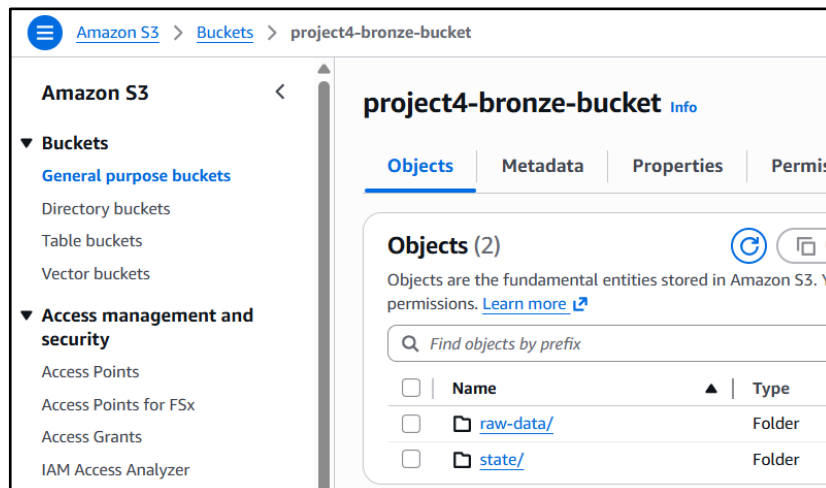 Amazon S3 > Buckets > project4-bronze-bucket
Amazon S3
Buckets
General purpose buckets
Directory buckets
Table buckets
Vector buckets
Access management and
security
Access Points
Access Points for FSx
Access Grants
IAM Access Analyzer
project4-bronze-bucket Info
Objects Metadata Properties Permis
Objects (2)
Objects are the fundamental entities stored in Amazon S3. Y
permissions. Learn more
Find objects by prefix
Name Type
raw-data/ Folder
state/ Folder